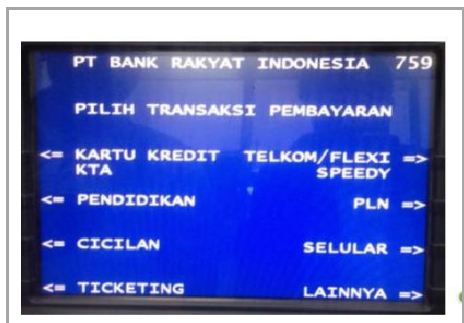 PT BANK RAKYAT INDONESIA 759
PILIH TRANSAKSI PEMBAYARAN
<= KARTU KREDIT TELKOM/FLEXI =>
KTA SPEEDY
<= PENDIDIKAN PLN =>
<= CICILAN SELULAR =>
<= TICKETING LAINNYA =>